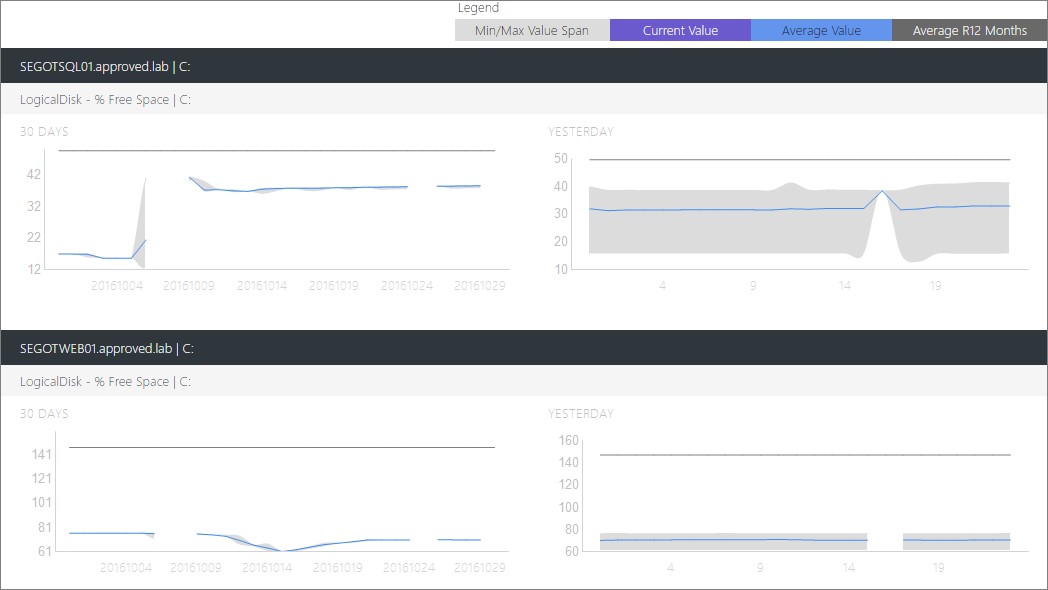 Legend
Min/Max Value Span Current Value Average Value Average R12 Months
SEGOTSQL01.approved.lab | C:
LogicalDisk - % Free Space | C:
30 DAYS
42
32
22
12
20161004 20161009 20161014 20161019 20161024 20161029
YESTERDAY
50
40
30
20
10
4 9 14 19
SEGOTWEB01.approved.lab | C:
LogicalDisk - % Free Space | C:
30 DAYS
141
121
101
81
61
20161004 20161009 20161014 20161019 20161024 20161029
YESTERDAY
160
140
120
100
80
60
4 9 14 19